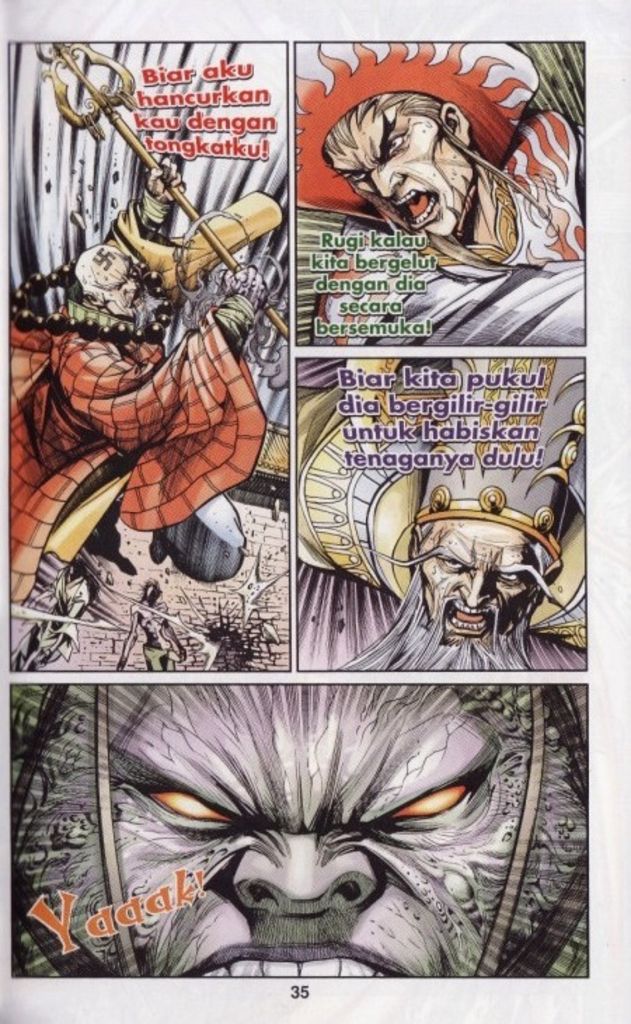 Biar aku
hancurkan
kau dengan
tongkatku!
Rugi kalau
kita bergelut
dengan dia
secara
bersemuka!
Biar kita pukul
dia bergilir-gilir
untuk habiskan
tenaganya dulu!
Yaaak!
35